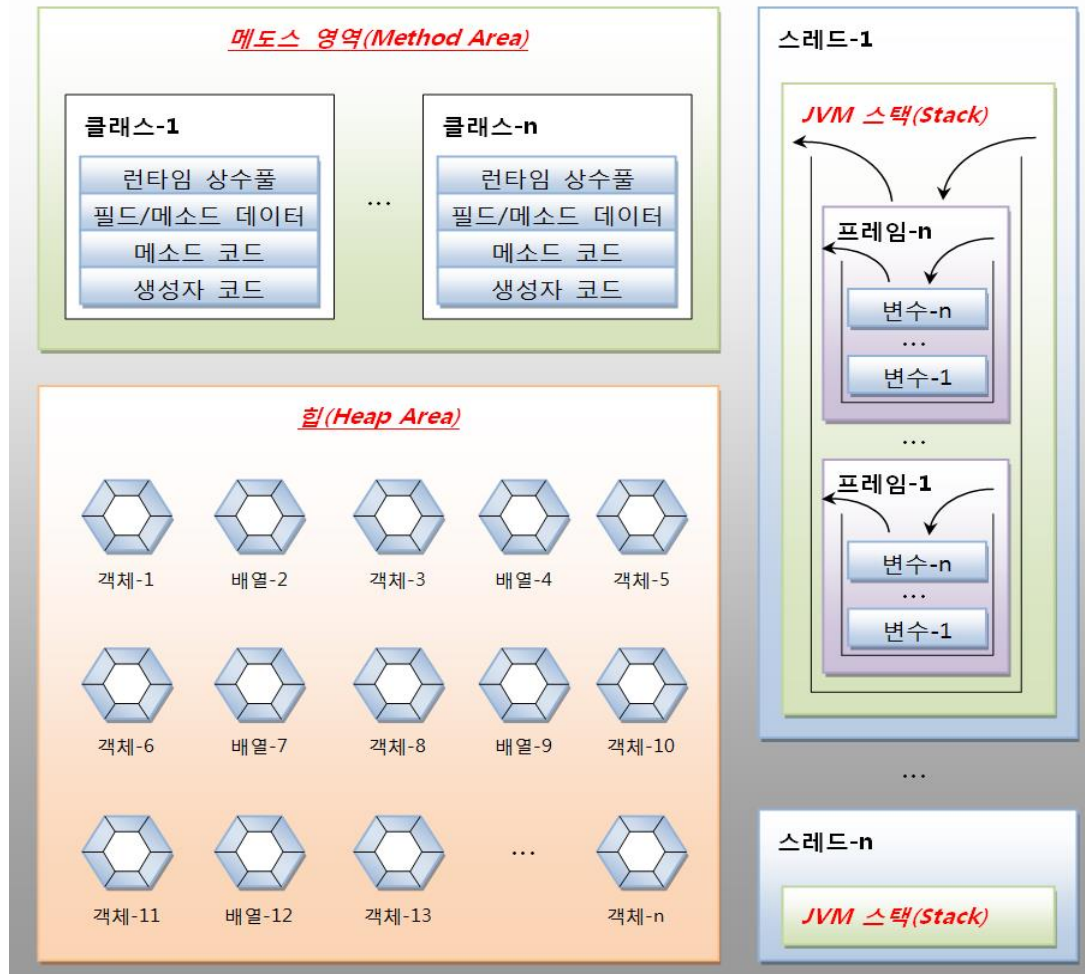 메도스 영역(Method Area)
클래스-1
런타임 상수풀
필드/메소드 데이터
메소드 코드
생성자 코드
...
클래스-n
런타임 상수풀
필드/메소드 데이터
메소드 코드
생성자 코드
힙(Heap Area)
객체-1 배열-2 객체-3 배열-4 객체-5
객체-6 배열-7 객체-8 배열-9 객체-10
...
객체-11 배열-12 객체-13 객체-n
스레드-1
JVM 스택(Stack)
프레임-n
변수-n
...
변수-1
...
프레임-1
변수-n
...
변수-1
...
스레드-n
JVM 스택(Stack)